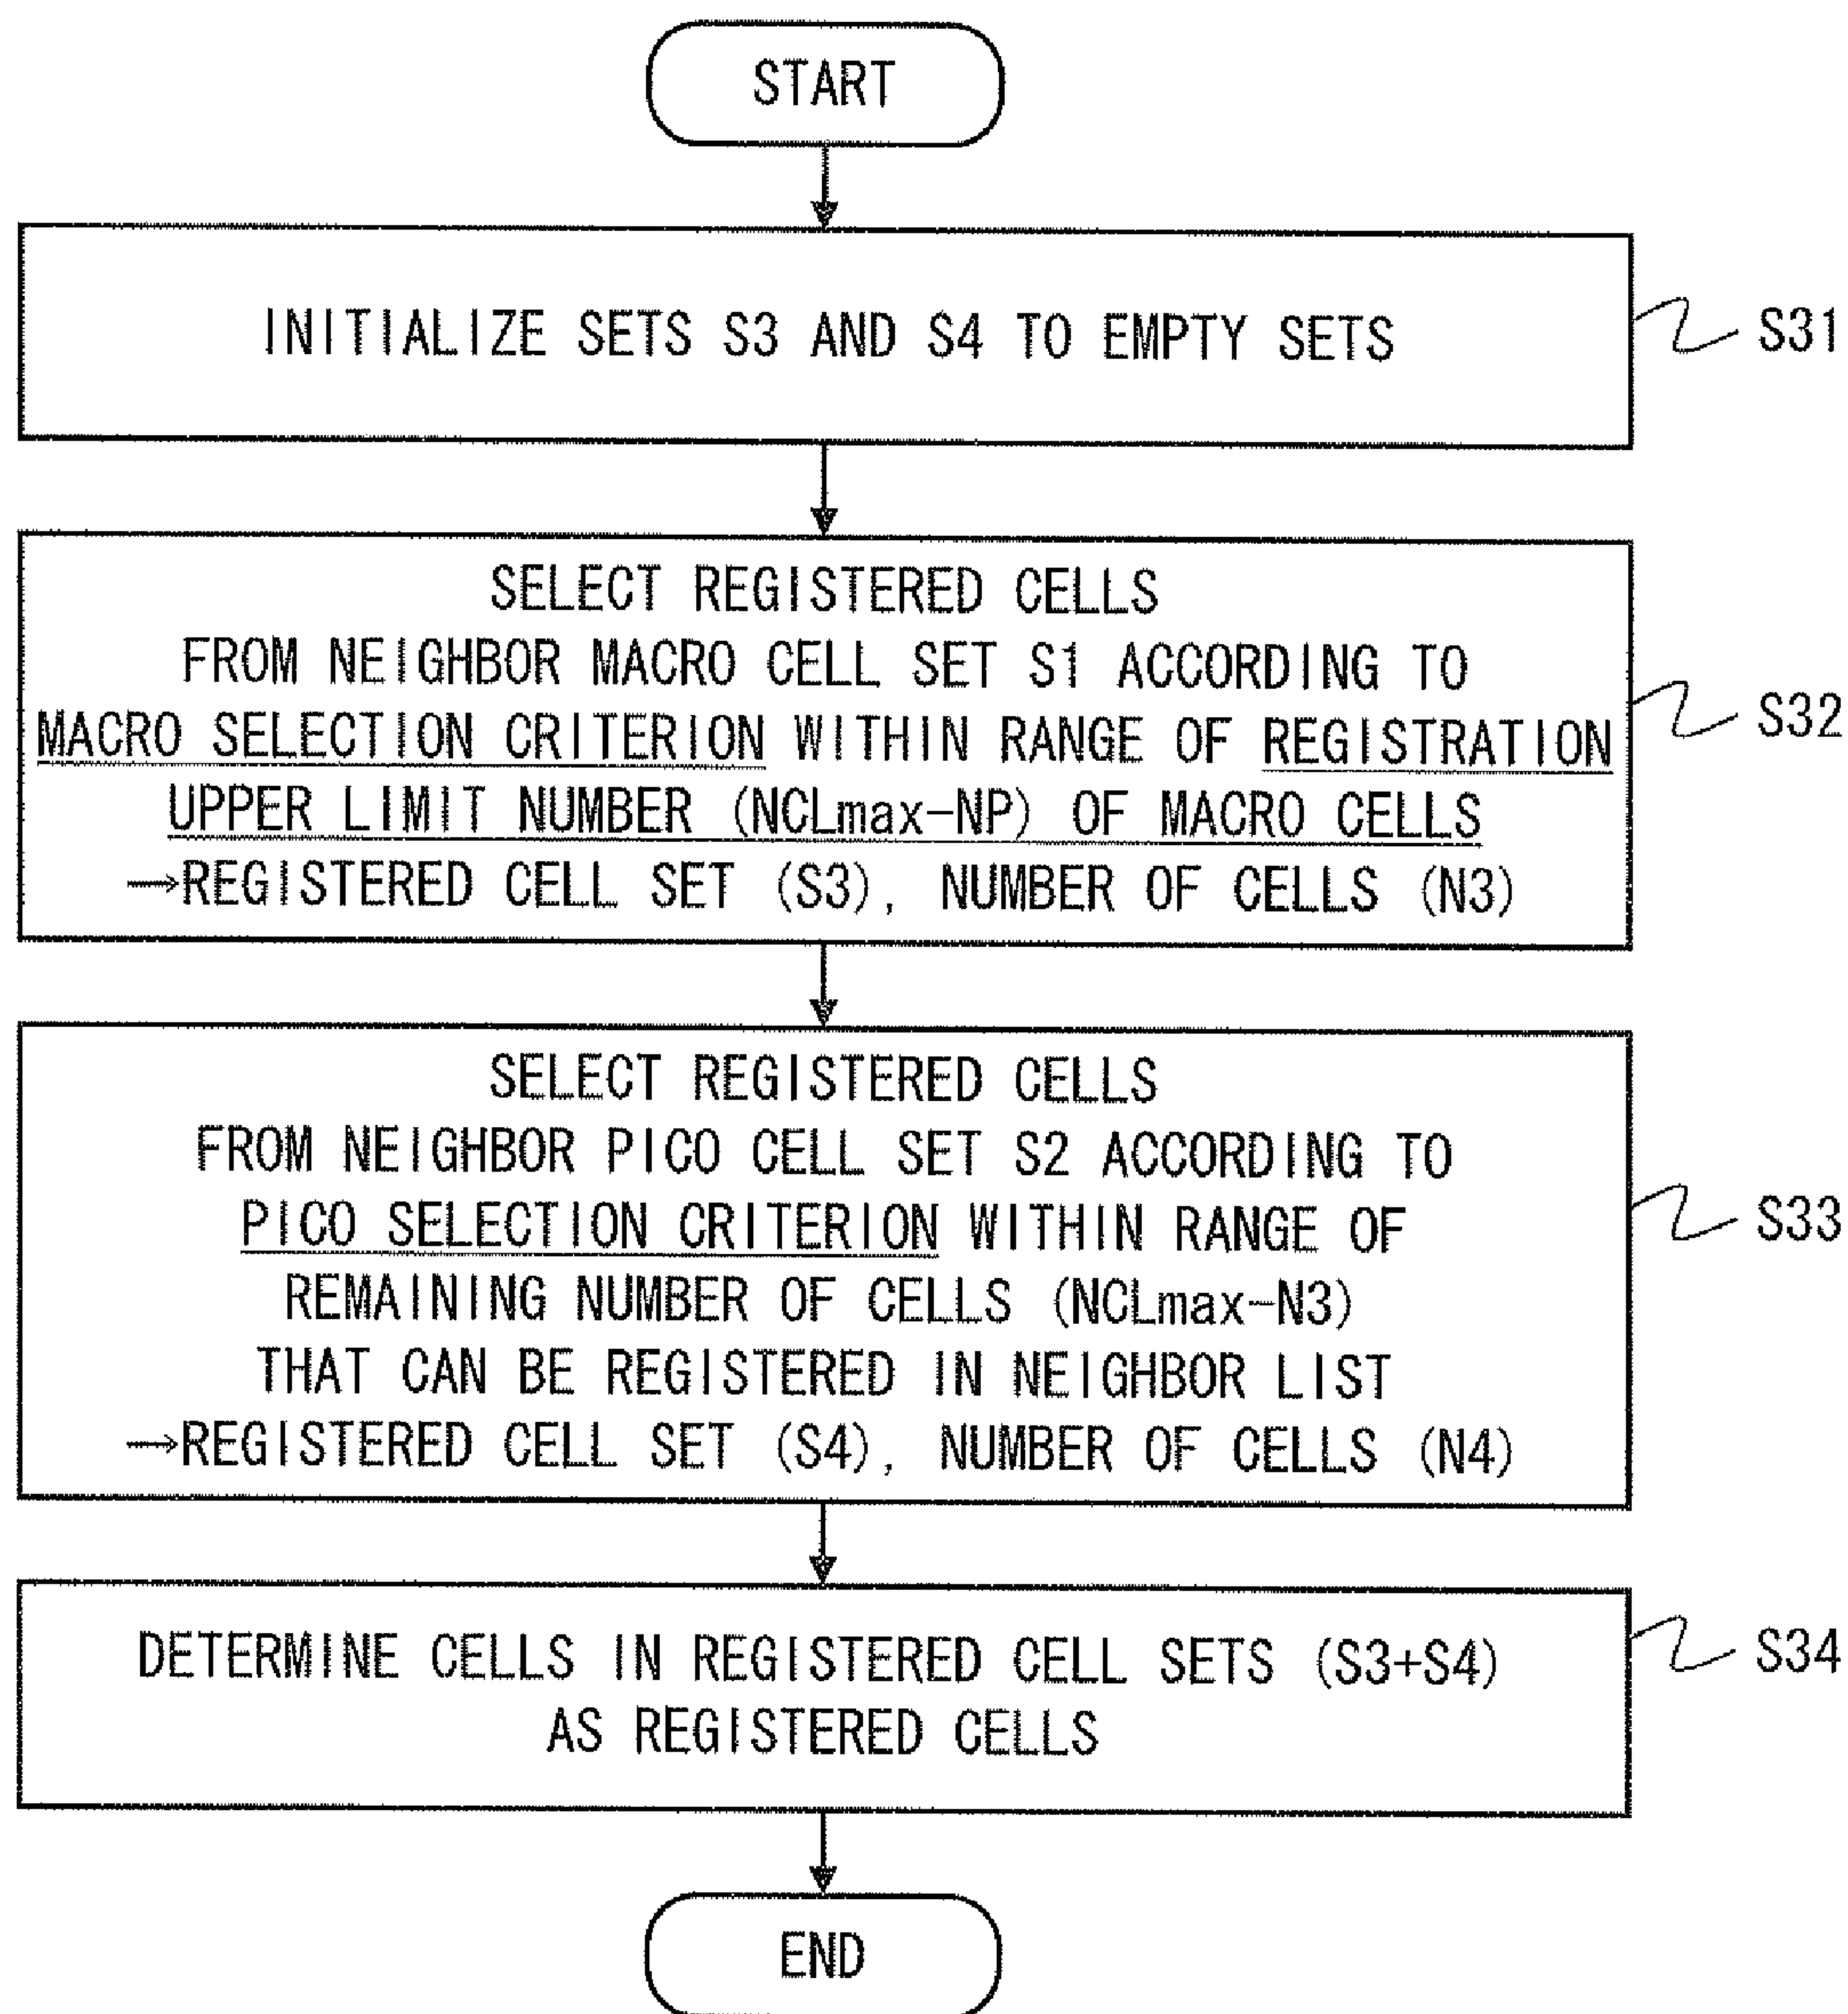 START
INITIALIZE SETS S3 AND S4 TO EMPTY SETS
S31
SELECT REGISTERED CELLS
FROM NEIGHBOR MACRO CELL SET S1 ACCORDING TO
MACRO SELECTION CRITERION WITHIN RANGE OF REGISTRATION
UPPER LIMIT NUMBER (NCLmax-NP) OF MACRO CELLS
→REGISTERED CELL SET (S3), NUMBER OF CELLS (N3)
S32
SELECT REGISTERED CELLS
FROM NEIGHBOR PICO CELL SET S2 ACCORDING TO
PICO SELECTION CRITERION WITHIN RANGE OF
REMAINING NUMBER OF CELLS (NCLmax-N3)
THAT CAN BE REGISTERED IN NEIGHBOR LIST
→REGISTERED CELL SET (S4), NUMBER OF CELLS (N4)
S33
DETERMINE CELLS IN REGISTERED CELL SETS (S3+S4)
AS REGISTERED CELLS
S34
END